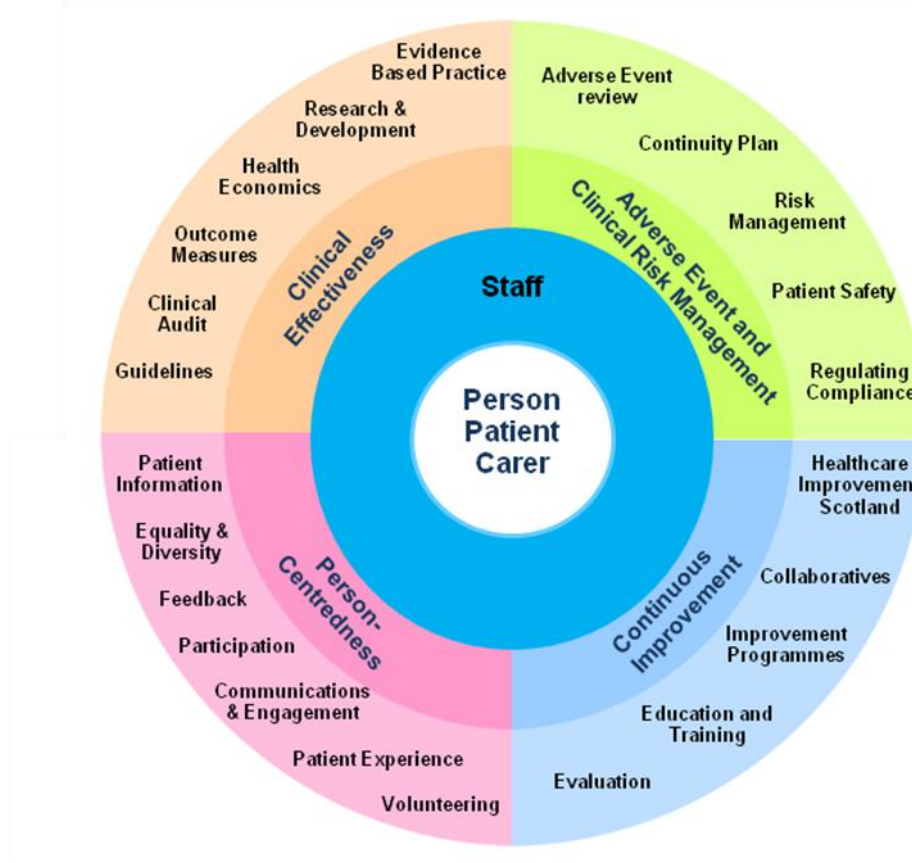 Evidence
Based Practice
Research &
Development
Health
Economics
Outcome
Measures
Clinical
Audit
Guidelines
Clinical
Effectiveness
Adverse Event
review
Continuity Plan
Risk
Management
Patient Safety
Regulating
Compliance
Adverse Event and
Clinical Risk Management
Staff
Person
Patient
Carer
Patient
Information
Equality &
Diversity
Feedback
Participation
Communications
& Engagement
Patient Experience
Volunteering
Person-
Centredness
Healthcare
Improvemen
Scotland
Collaboratives
Improvement
Programmes
Education and
Training
Evaluation
Continuous
Improvement